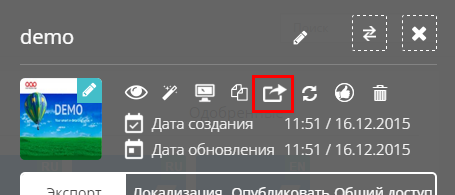 demo
DEMO
Дата создания 11:51 / 16.12.2015
Дата обновления 11:51 / 16.12.2015
Экспорт Локализация Опубликовать Общий доступ